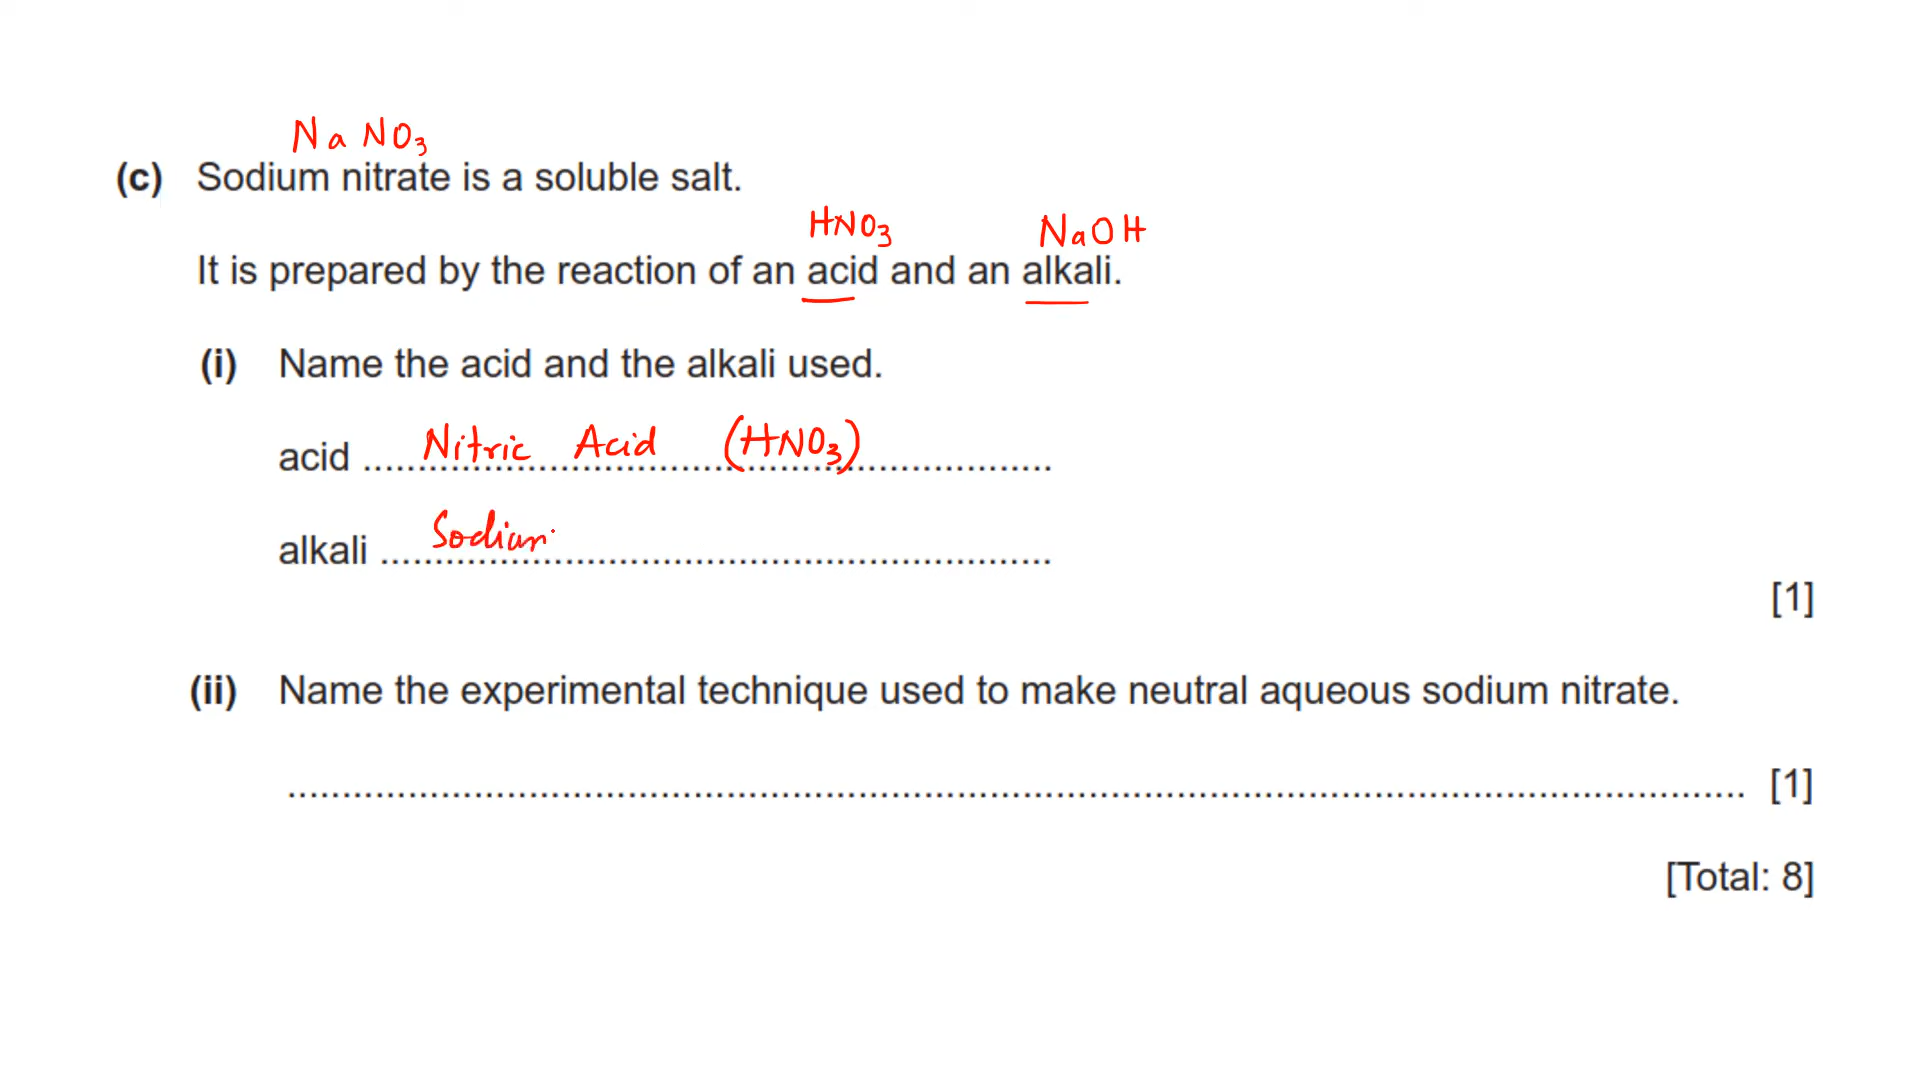 Na NO3
(c) Sodium nitrate is a soluble salt.
HNO3 NaOH
It is prepared by the reaction of an acid and an alkali.
(i) Name the acid and the alkali used.
acid ................ Nitric Acid (HNO3) ................
alkali ................ Sodium ................
[1]
(ii) Name the experimental technique used to make neutral aqueous sodium nitrate.
................................................................ [1]
[Total: 8]